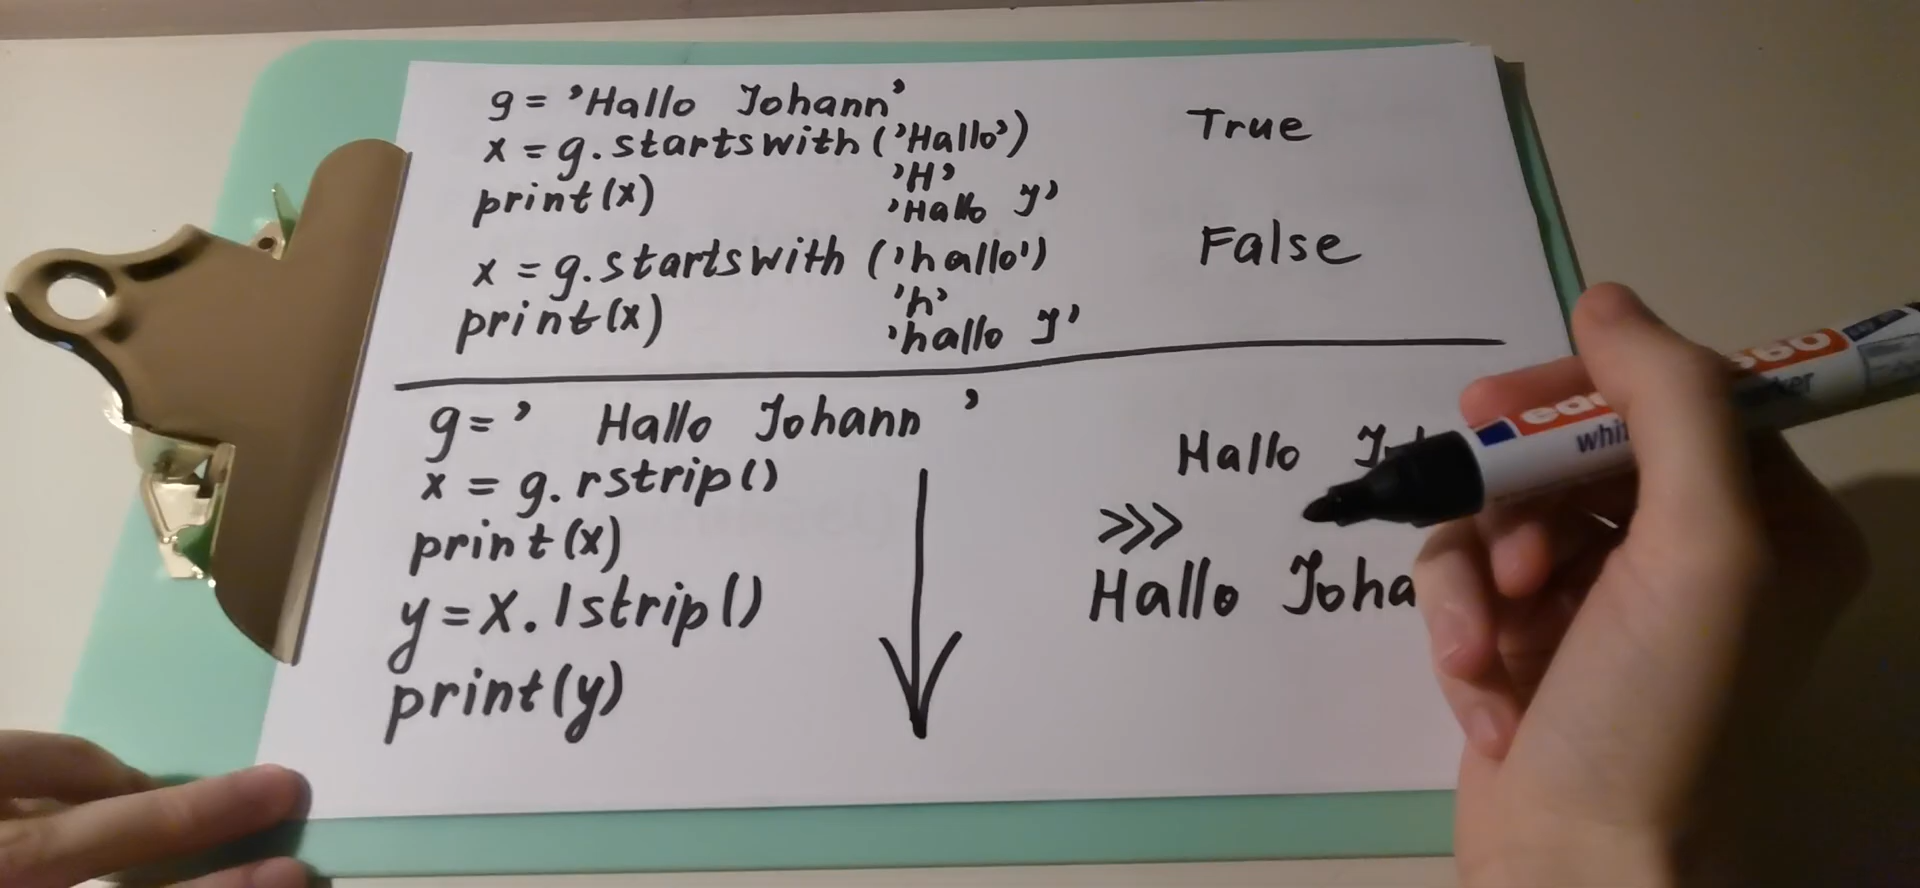 g = 'Hallo Johann'
x = g.startswith('Hallo')
'H'
print(x)
'Hallo J'
True
x = g.startswith('hallo')
'h'
print(x)
'hallo J'
False
g = '  Hallo Johann '
x = g.rstrip()
print(x)
y = x.lstrip()
print(y)
Hallo
>>>
Hallo Joha